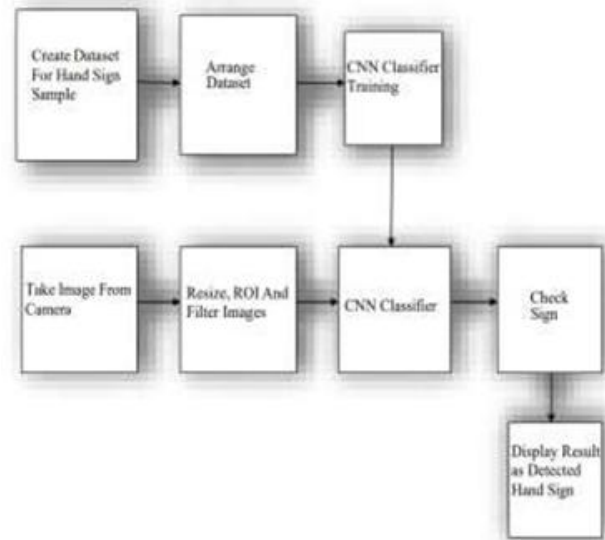 Create Dataset
For Hand Sign
Sample
Arrange
Dataset
CNN Classifier
Training
Take Image From
Camera
Resize, ROI And
Filter Images
CNN Classifier
Check
Sign
Display Result
as Detected
Hand Sign